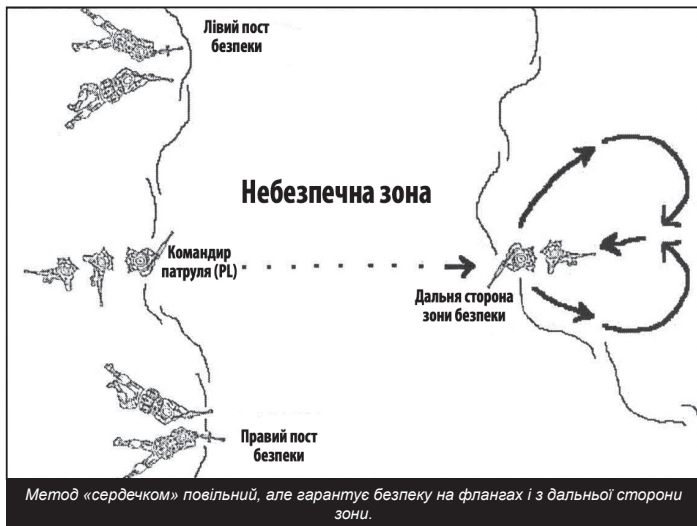 Лівий пост
безпеки
Небезпечна зона
Командир
патруля (PL)
Дальня сторона
зони безпеки
Правий пост
безпеки
Метод «сердечком» повільний, але гарантує безпеку на флангах і з дальньої сторони
зони.